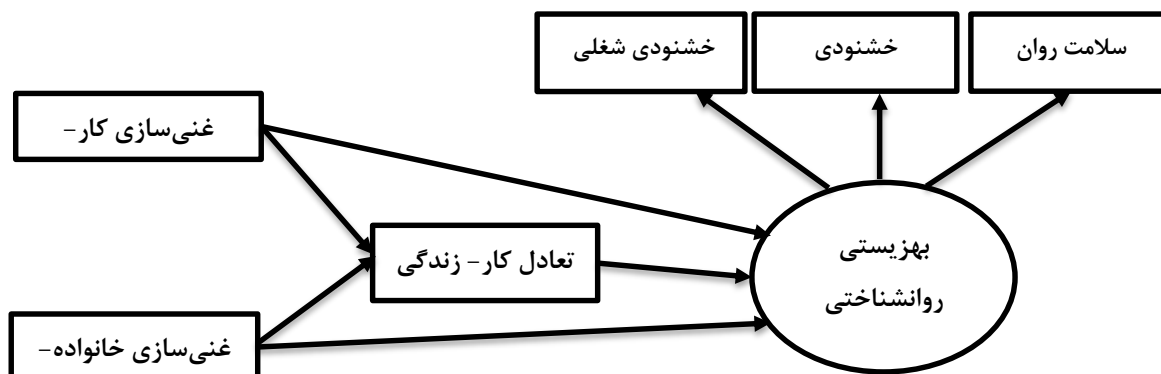 سلامت روان
خشنودی
خشنودی شغلی
غنی‌سازی کار-
تعادل کار- زندگی
بهزیستی
روانشناختی
غنی‌سازی خانواده-